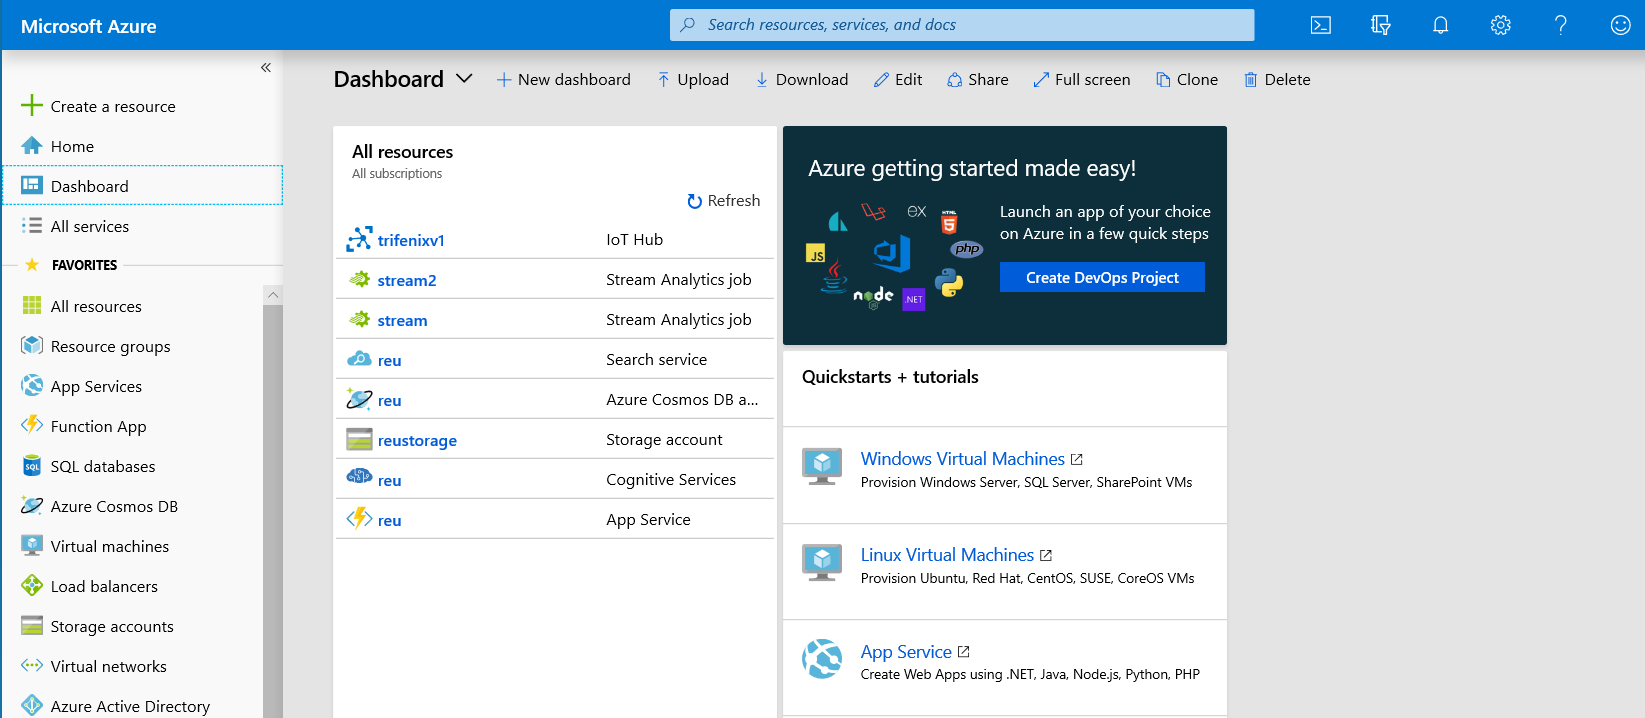 Microsoft Azure
Search resources, services, and docs
«
Create a resource
Home
Dashboard
All services
FAVORITES
All resources
Resource groups
App Services
Function App
SQL
SQL databases
Azure Cosmos DB
Virtual machines
Load balancers
Storage accounts
Virtual networks
Azure Active Directory
Dashboard
New dashboard
Upload
Download
Edit
Share
Full screen
Clone
Delete
All resources
All subscriptions
Refresh
trifenixv1 IoT Hub
stream2 Stream Analytics job
stream Stream Analytics job
reu Search service
reu Azure Cosmos DB a...
reustorage Storage account
reu Cognitive Services
reu App Service
Azure getting started made easy!
EX
HTML
5
JS
php
node
JS
.NET
Launch an app of your choice
on Azure in a few quick steps
Create DevOps Project
Quickstarts + tutorials
Windows Virtual Machines
Provision Windows Server, SQL Server, SharePoint VMs
Linux Virtual Machines
Provision Ubuntu, Red Hat, CentOS, SUSE, CoreOS VMs
App Service
Create Web Apps using .NET, Java, Node.js, Python, PHP